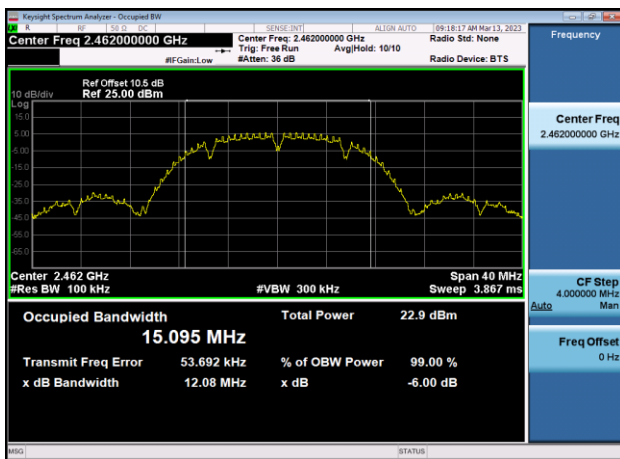 Keysight Spectrum Analyzer - Occupied BW
R RF 50 Ω DC SENSE:INT ALIGN AUTO 09:18:17 AM Mar 13, 2023
Center Freq 2.462000000 GHz
Center Freq: 2.462000000 GHz Radio Std: None
Trig: Free Run Avg|Hold: 10/10
#IFGain:Low #Atten: 36 dB Radio Device: BTS
Frequency
Ref Offset 10.5 dB
10 dB/div Ref 25.00 dBm
Log
15.0
5.00
-5.00
-15.0
-25.0
-35.0
-45.0
-55.0
-65.0
Center 2.462 GHz Span 40 MHz
#Res BW 100 kHz #VBW 300 kHz Sweep 3.867 ms
Occupied Bandwidth Total Power 22.9 dBm
15.095 MHz
Transmit Freq Error 53.692 kHz % of OBW Power 99.00 %
x dB Bandwidth 12.08 MHz x dB -6.00 dB
Center Freq
2.462000000 GHz
CF Step
4.000000 MHz
Auto Man
Freq Offset
0 Hz
MSG STATUS